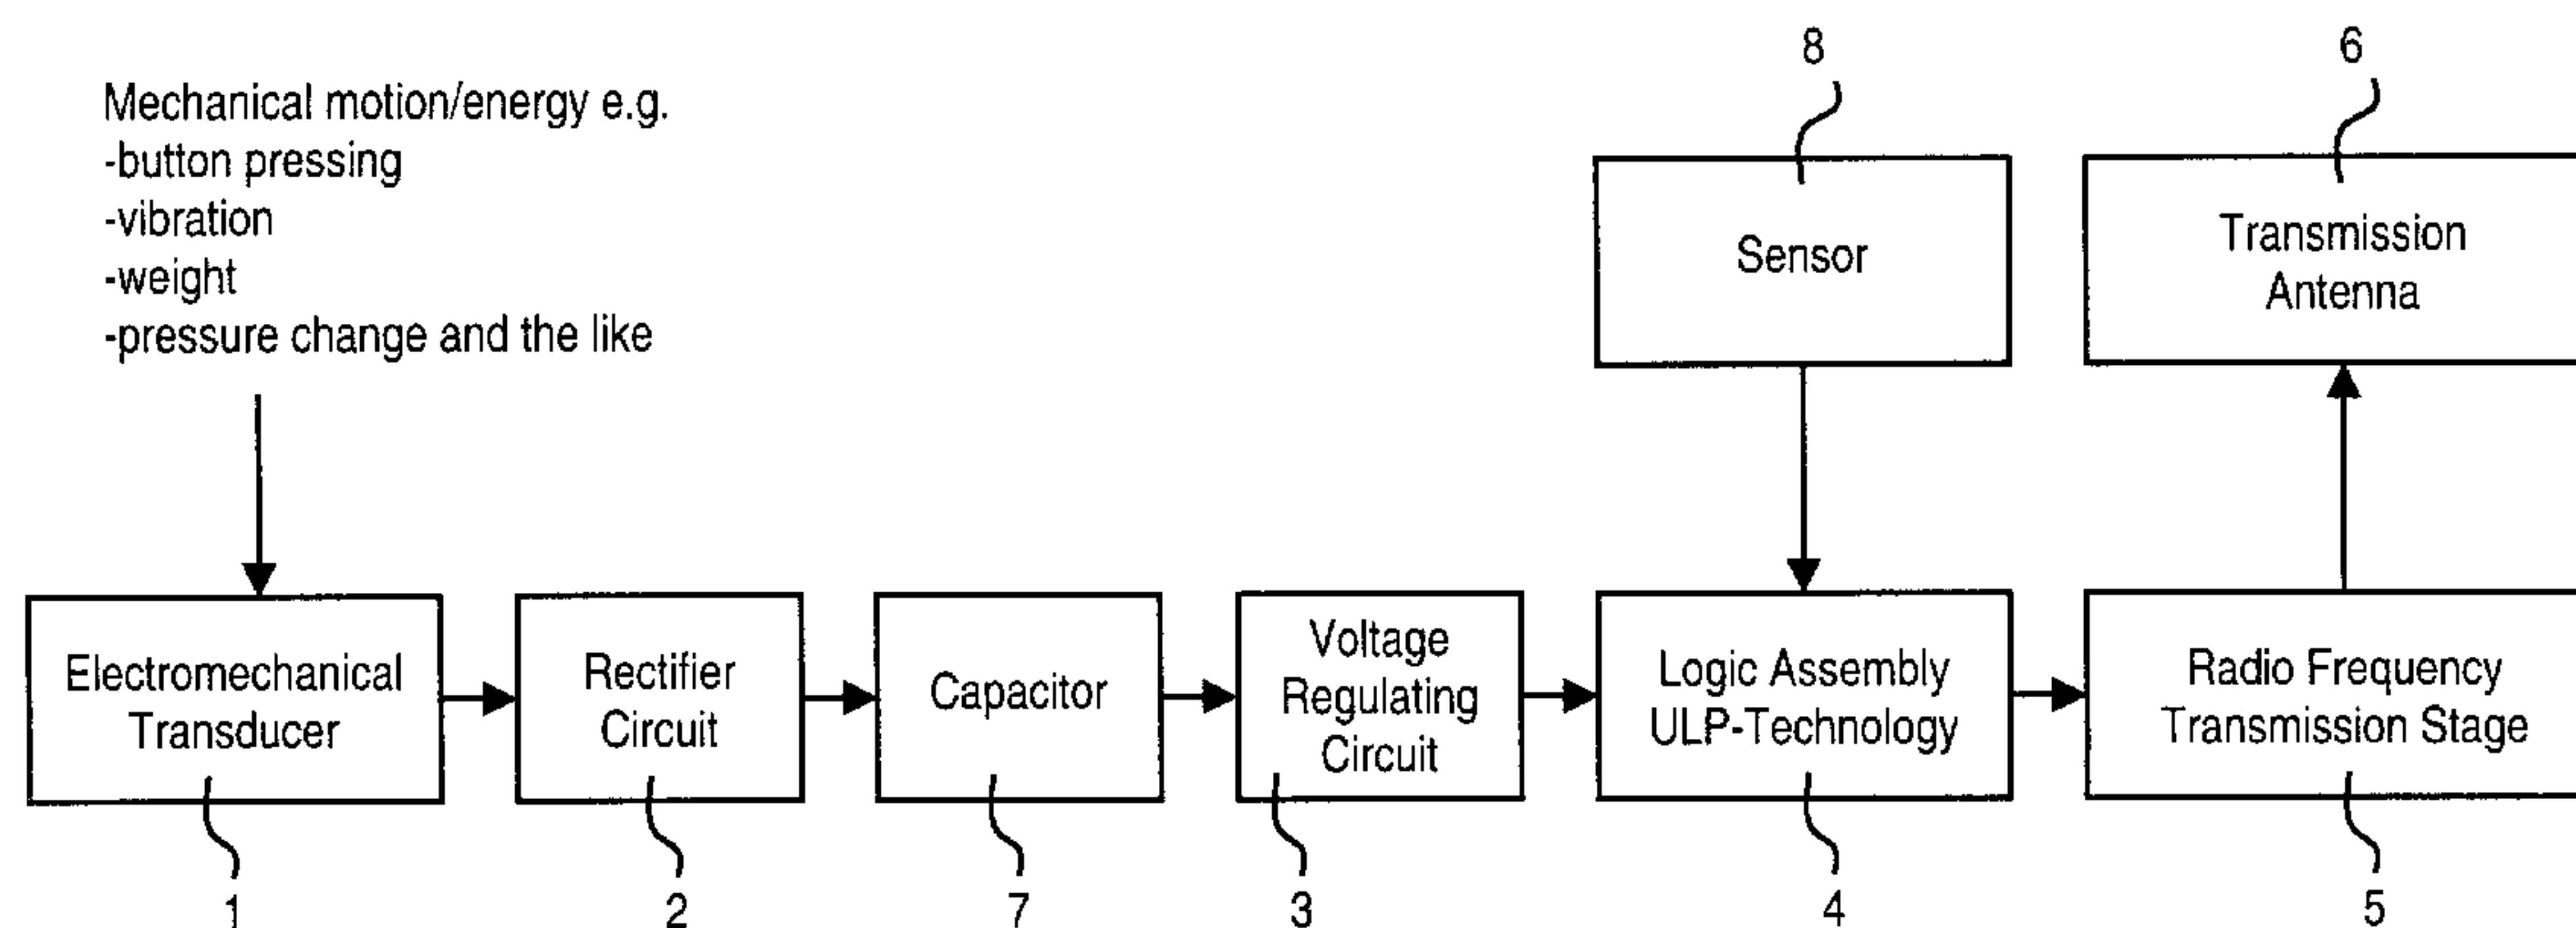 Mechanical motion/energy e.g.
-button pressing
-vibration
-weight
-pressure change and the like
8
6
Sensor
Transmission
Antenna
Electromechanical
Transducer
Rectifier
Circuit
Capacitor
Voltage
Regulating
Circuit
Logic Assembly
ULP-Technology
Radio Frequency
Transmission Stage
1
2
7
3
4
5